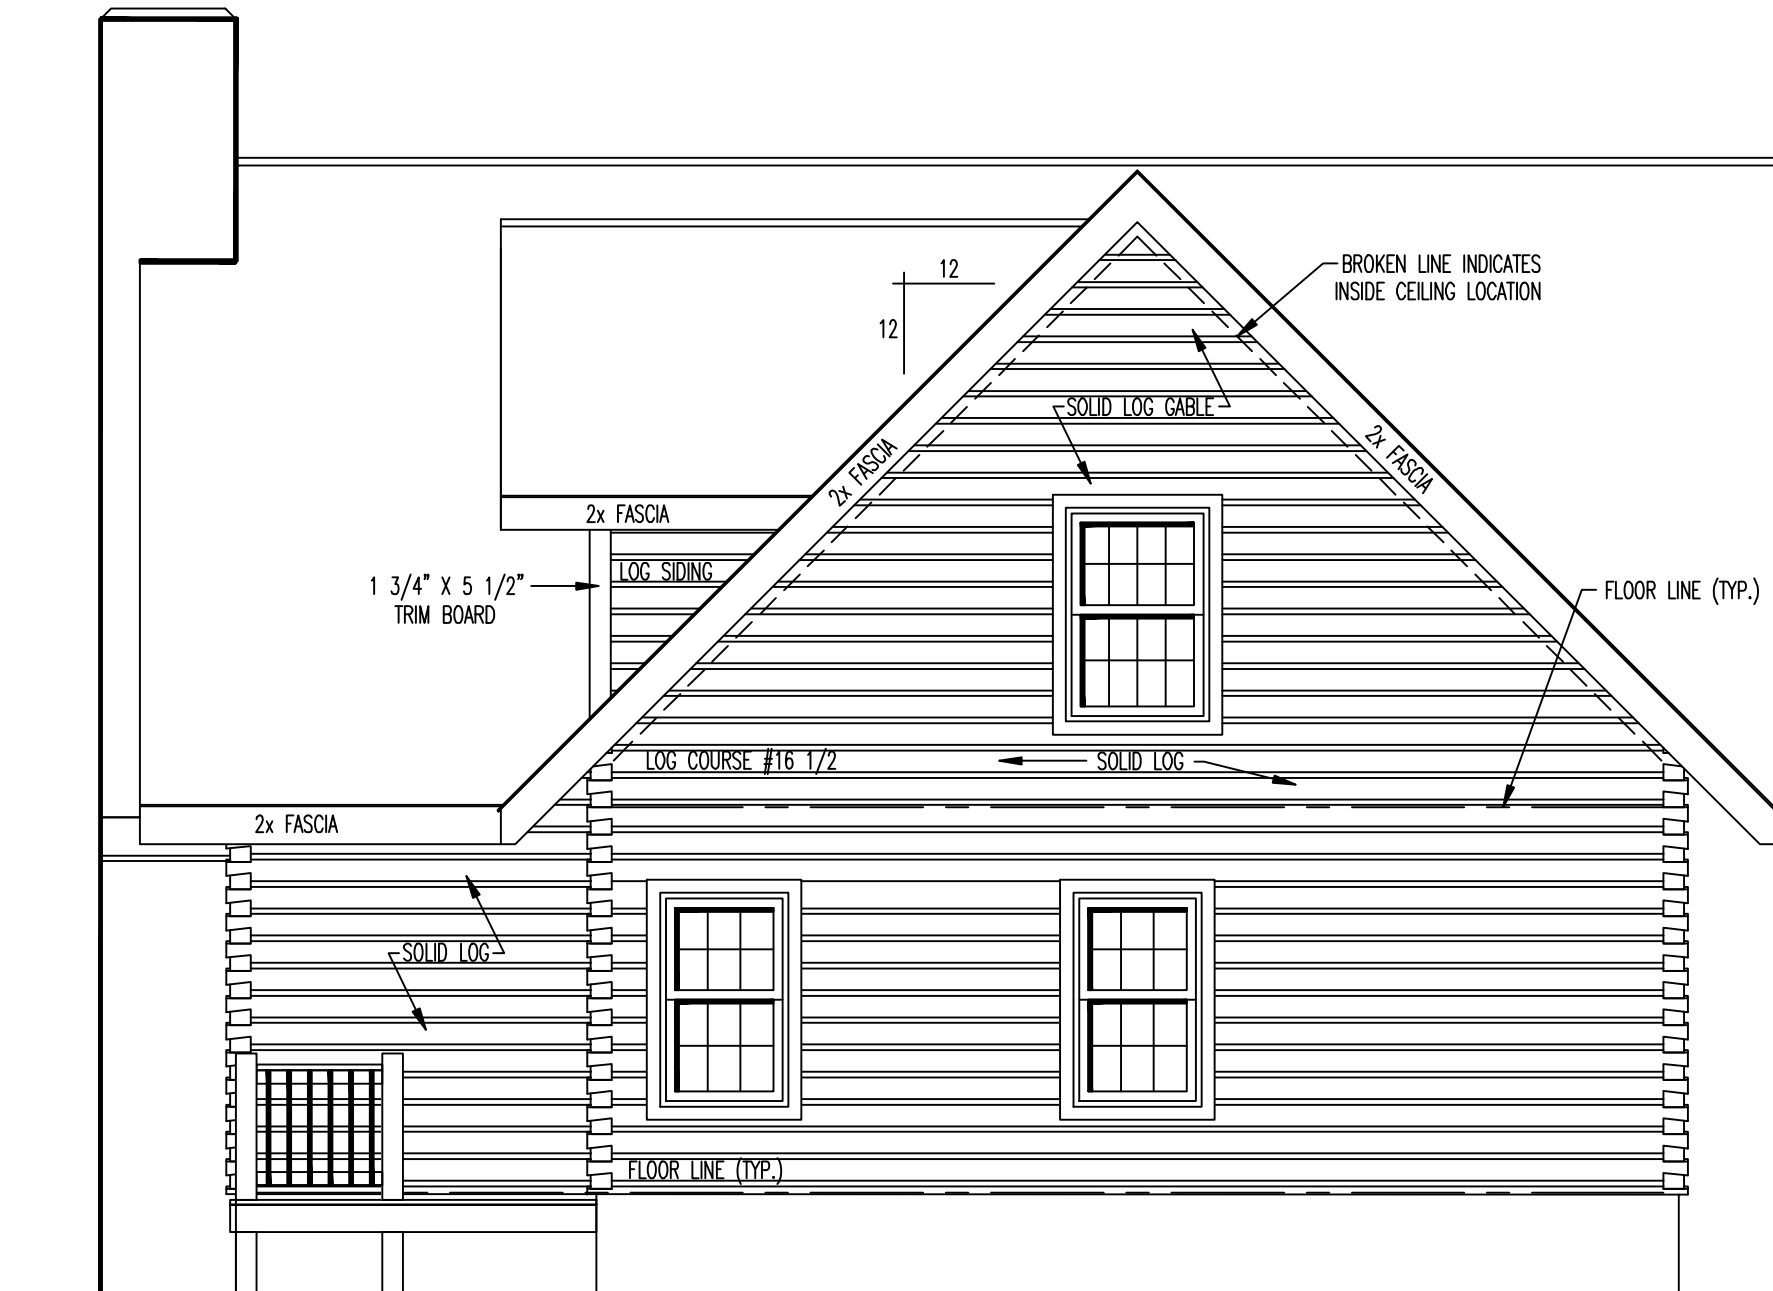 12
BROKEN LINE INDICATES
INSIDE CEILING LOCATION
12
SOLID LOG GABLE
2x FASCIA
2x FASCIA
2x FASCIA
LOG SIDING
1 3/4" X 5 1/2"
TRIM BOARD
FLOOR LINE (TYP.)
LOG COURSE #16 1/2
SOLID LOG
2x FASCIA
SOLID LOG
FLOOR LINE (TYP.)